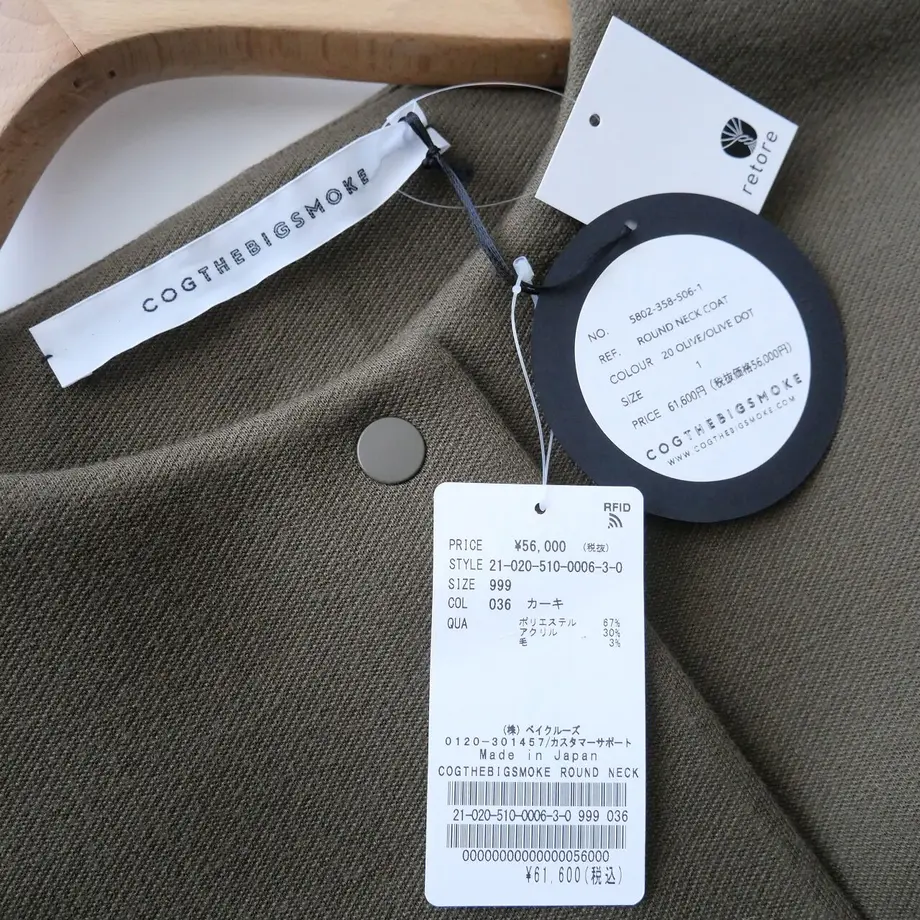 COGTHEBIGSMOKE
retore
NO. 5802-358-506-1
REF. ROUND NECK COAT
COLOUR 20 OLIVE/OLIVE DOT
SIZE 1
PRICE 61,600円 (税抜価格56,000円)
COGTHEBIGSMOKE
WWW.COGTHEBIGSMOKE.COM
RFID
PRICE ¥56,000 (税抜)
STYLE 21-020-510-0006-3-0
SIZE 999
COL 036 カーキ
QUA ポリエステル 67%
アクリル 30%
毛 3%
(株) ベイクルーズ
0120-301457/カスタマーサポート
Made in Japan
COGTHEBIGSMOKE ROUND NECK
21-020-510-0006-3-0 999 036
00000000000000056000
¥61,600(税込)